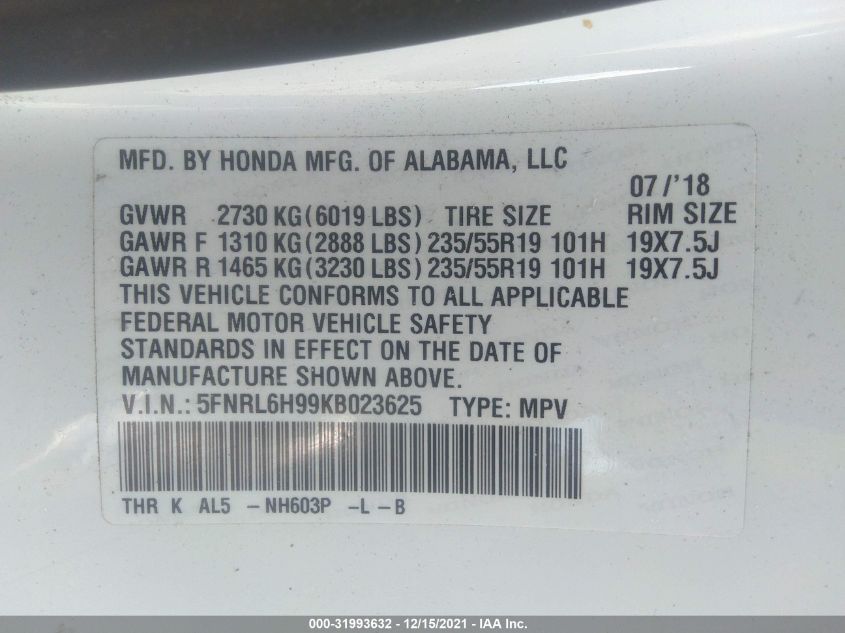 MFD. BY HONDA MFG. OF ALABAMA, LLC
07 /'18
GVWR 2730 KG (6019 LBS) TIRE SIZE RIM SIZE
GAWR F 1310 KG (2888 LBS) 235/55R19 101H 19X7.5J
GAWR R 1465 KG (3230 LBS) 235/55R19 101H 19X7.5J
THIS VEHICLE CONFORMS TO ALL APPLICABLE
FEDERAL MOTOR VEHICLE SAFETY
STANDARDS IN EFFECT ON THE DATE OF
MANUFACTURE SHOWN ABOVE.
V.I.N.: 5FNRL6H99KB023625 TYPE: MPV
THR K AL5 -NH603P -L -B
000-31993632 - 12/15/2021 - IAA Inc.